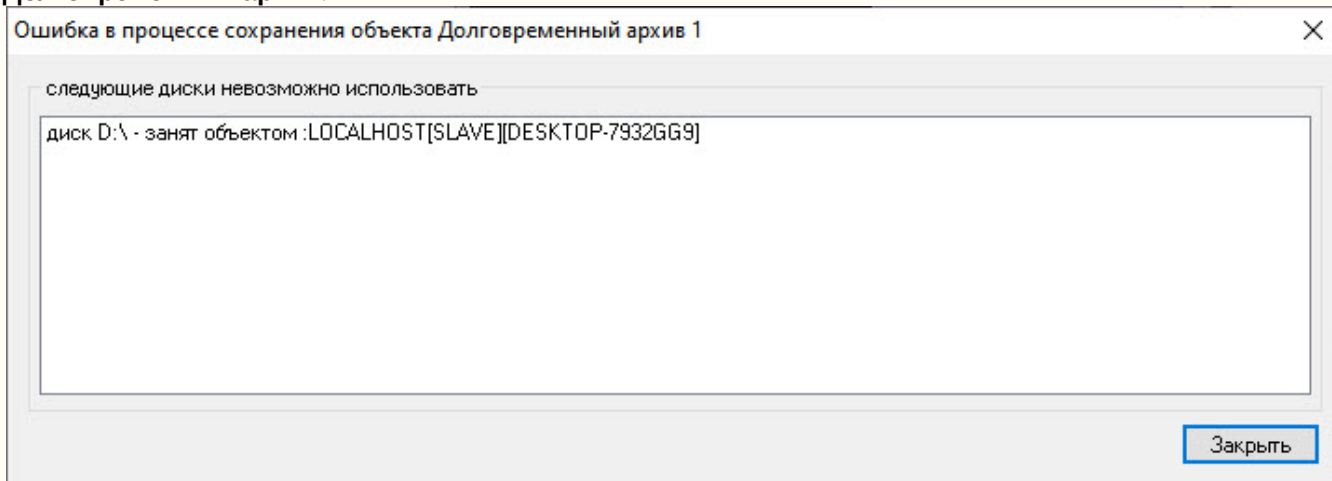 Ошибка в процессе сохранения объекта Долговременный архив 1
следующие диски невозможно использовать
диск D:\ - занят объектом :LOCALHOST[SLAVE][DESKTOP-7932GG9]
Закрыть